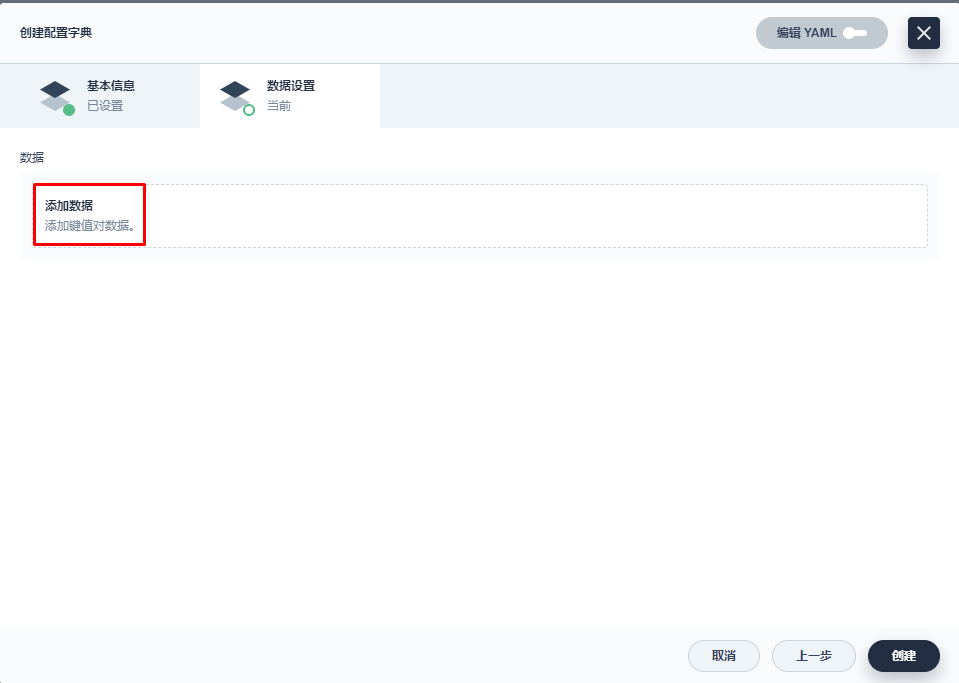 创建配置字典
编辑 YAML
基本信息
已设置
数据设置
当前
数据
添加数据
添加键值对数据。
取消
上一步
创建